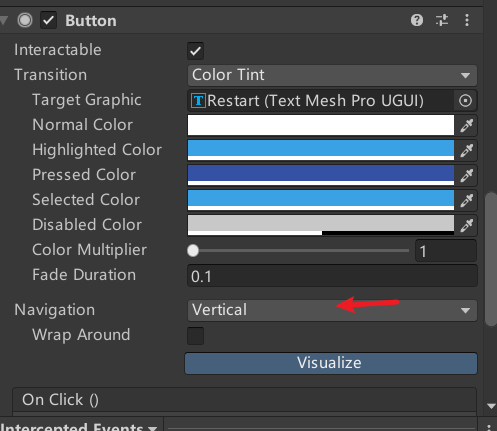 Button
Interactable
Transition Color Tint
Target Graphic Restart (Text Mesh Pro UGUI)
Normal Color
Highlighted Color
Pressed Color
Selected Color
Disabled Color
Color Multiplier 1
Fade Duration 0.1
Navigation Vertical
Wrap Around
Visualize
On Click ()
Intercepted Events